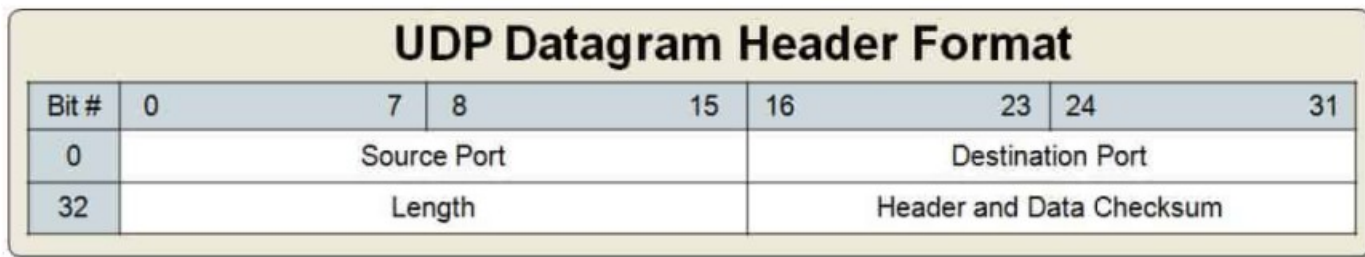 UDP Datagram Header Format
Bit # 0 7 8 15 16 23 24 31
0 Source Port Destination Port
32 Length Header and Data Checksum